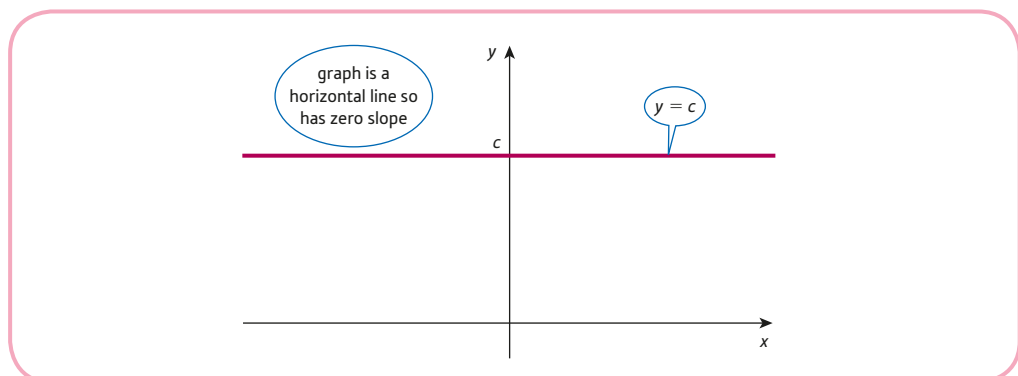 y
graph is a
horizontal line so
has zero slope
y = c
c
x